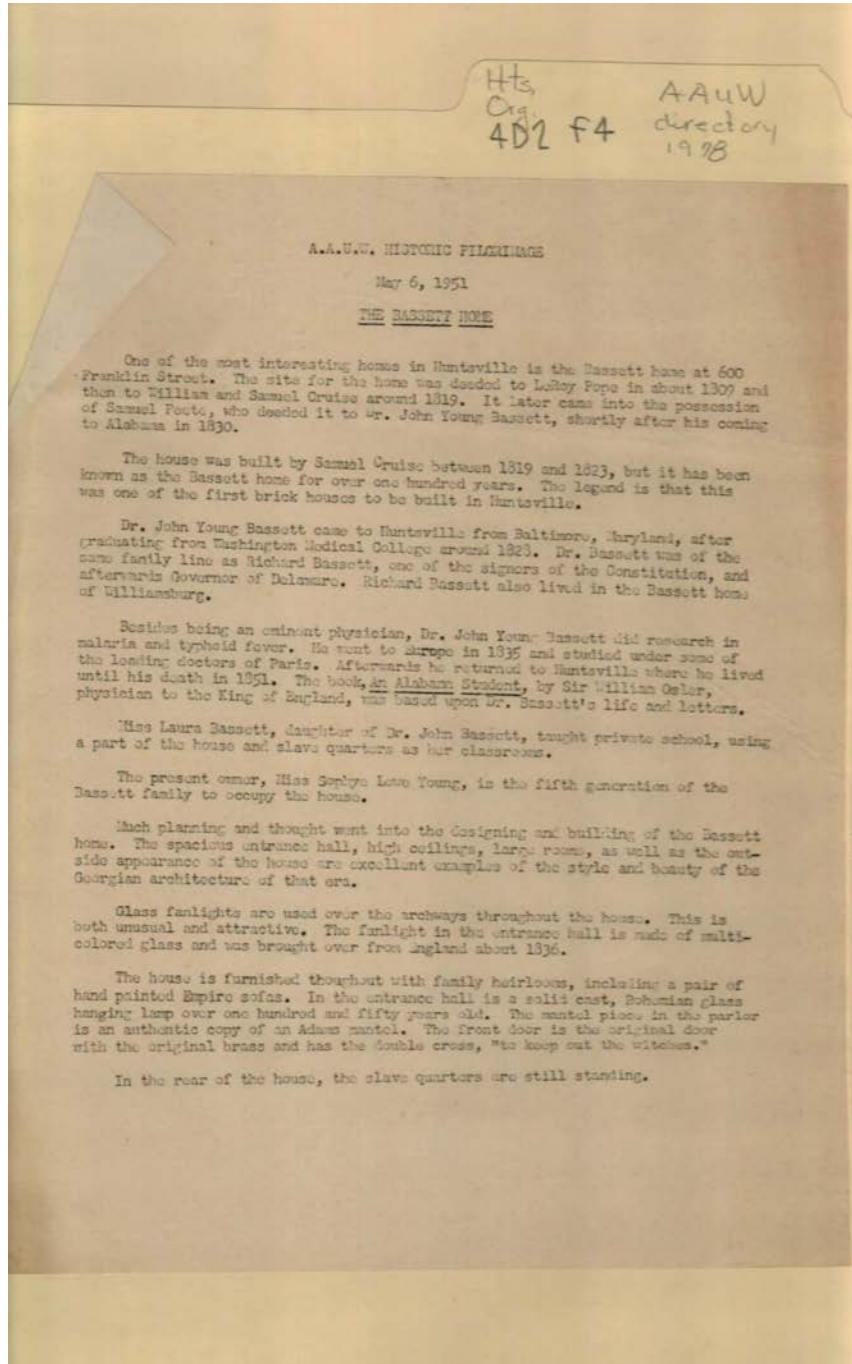 Hts,
Org.
4D2 F4
AAUW
directory
1978
A.A.U.W. HISTORIC PILGRIMAGE
May 6, 1951
THE BASSETT HOME
One of the most interesting homes in Huntsville is the Bassett home at 600
Franklin Street. The site for the home was deeded to LeRoy Pope in about 1809 and
then to William and Samuel Cruise around 1819. It later came into the possession
of Samuel Peete, who deeded it to Dr. John Young Bassett, shortly after his coming
to Alabama in 1830.
The house was built by Samuel Cruise between 1819 and 1823, but it has been
known as the Bassett home for over one hundred years. The legend is that this
was one of the first brick houses to be built in Huntsville.
Dr. John Young Bassett came to Huntsville from Baltimore, Maryland, after
graduating from Washington Medical College around 1828. Dr. Bassett was of the
same family line as Richard Bassett, one of the signers of the Constitution, and
afterwards Governor of Delaware. Richard Bassett also lived in the Bassett home
of Williamsburg.
Besides being an eminent physician, Dr. John Young Bassett did research in
malaria and typhoid fever. He went to Europe in 1835 and studied under some of
the leading doctors of Paris. Afterwards he returned to Huntsville where he lived
until his death in 1851. The book, An Alabama Student, by Sir William Osler,
physician to the King of England, was based upon Dr. Bassett's life and letters.
Miss Laura Bassett, daughter of Dr. John Bassett, taught private school, using
a part of the house and slave quarters as her classrooms.
The present owner, Miss Sophye Lowe Young, is the fifth generation of the
Bassett family to occupy the house.
Much planning and thought went into the designing and building of the Bassett
home. The spacious entrance hall, high ceilings, large rooms, as well as the out-
side appearance of the house are excellent examples of the style and beauty of the
Georgian architecture of that era.
Glass fanlights are used over the archways throughout the house. This is
both unusual and attractive. The fanlight in the entrance hall is made of multi-
colored glass and was brought over from England about 1836.
The house is furnished thoughout with family heirlooms, including a pair of
hand painted Empire sofas. In the entrance hall is a solid cast, Bohemian glass
hanging lamp over one hundred and fifty years old. The mantel piece in the parlor
is an authentic copy of an Adams mantel. The front door is the original door
with the original brass and has the double cross, "to keep out the witches."
In the rear of the house, the slave quarters are still standing.